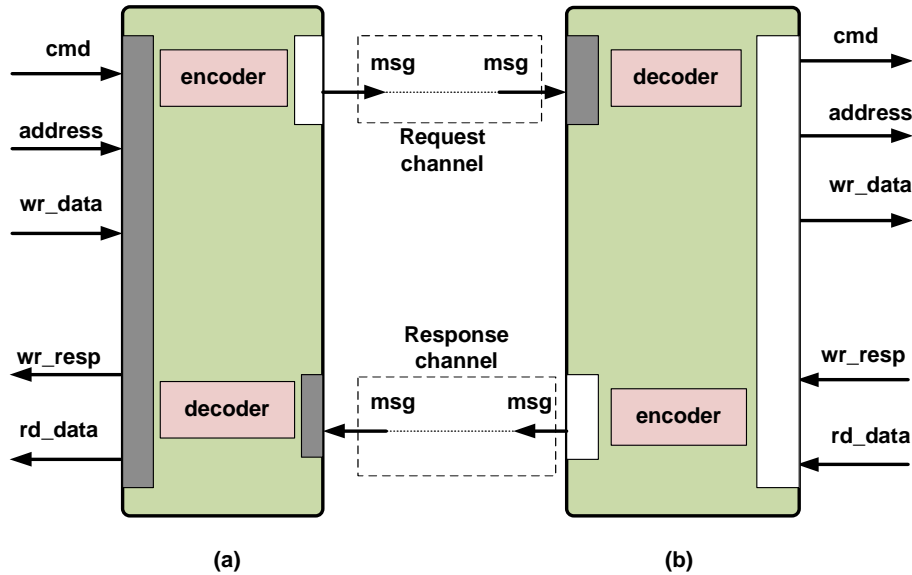 cmd
address
wr_data
wr_resp
rd_data
encoder
decoder
msg
msg
Request
channel
Response
channel
msg
msg
decoder
encoder
cmd
address
wr_data
wr_resp
rd_data
(a)
(b)